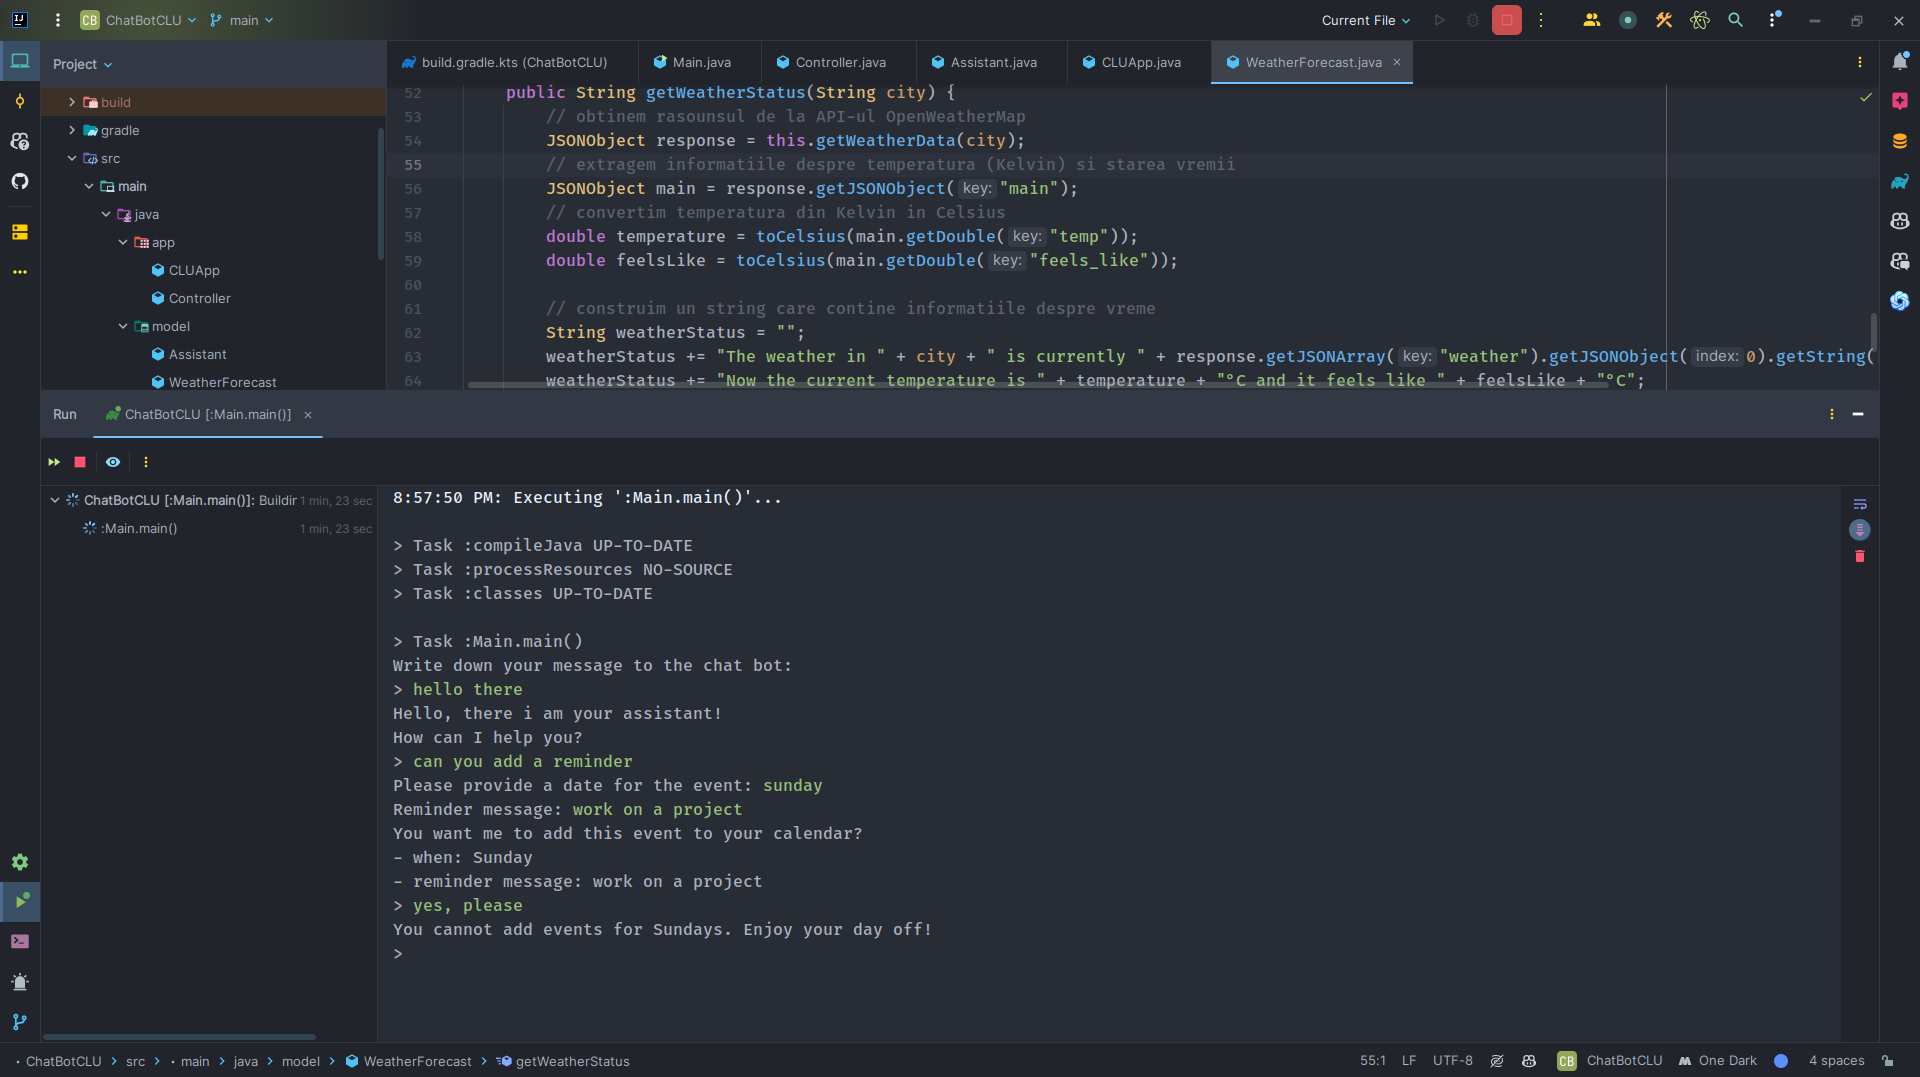 IJ
CB ChatBotCLU main
Current File
Project
build
gradle
src
main
java
app
CLUApp
Controller
model
Assistant
WeatherForecast
build.gradle.kts (ChatBotCLU)
Main.java
Controller.java
Assistant.java
CLUApp.java
WeatherForecast.java
52 public String getWeatherStatus(String city) {
53 // obtinem rasounsul de la API-ul OpenWeatherMap
54 JSONObject response = this.getWeatherData(city);
55 // extragem informatiile despre temperatura (Kelvin) si starea vremii
56 JSONObject main = response.getJSONObject( key: "main");
57 // convertim temperatura din Kelvin in Celsius
58 double temperature = toCelsius(main.getDouble( key: "temp"));
59 double feelsLike = toCelsius(main.getDouble( key: "feels_like"));
60
61 // construim un string care contine informatiile despre vreme
62 String weatherStatus = "";
63 weatherStatus += "The weather in " + city + " is currently " + response.getJSONArray( key: "weather").getJSONObject( index: 0).getString(
64 weatherStatus += "Now the current temperature is " + temperature + "°C and it feels like " + feelsLike + "°C";
Run
ChatBotCLU [:Main.main()]
ChatBotCLU [:Main.main()]: Buildir 1 min, 23 sec
:Main.main() 1 min, 23 sec
8:57:50 PM: Executing ':Main.main()'...
> Task :compileJava UP-TO-DATE
> Task :processResources NO-SOURCE
> Task :classes UP-TO-DATE
> Task :Main.main()
Write down your message to the chat bot:
> hello there
Hello, there i am your assistant!
How can I help you?
> can you add a reminder
Please provide a date for the event: sunday
Reminder message: work on a project
You want me to add this event to your calendar?
- when: Sunday
- reminder message: work on a project
> yes, please
You cannot add events for Sundays. Enjoy your day off!
>
ChatBotCLU > src > main > java > model > WeatherForecast > getWeatherStatus
55:1 LF UTF-8 CB ChatBotCLU One Dark 4 spaces